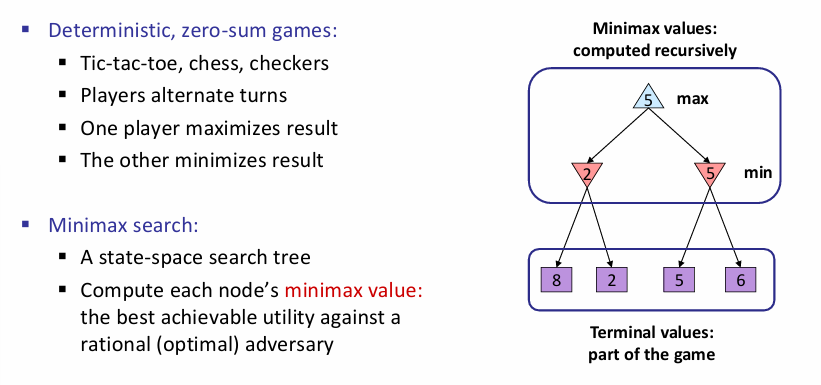 ▪ Deterministic, zero-sum games:
▪ Tic-tac-toe, chess, checkers
▪ Players alternate turns
▪ One player maximizes result
▪ The other minimizes result
▪ Minimax search:
▪ A state-space search tree
▪ Compute each node’s minimax value:
the best achievable utility against a
rational (optimal) adversary
Minimax values:
computed recursively
5 max
2 5 min
8 2 5 6
Terminal values:
part of the game